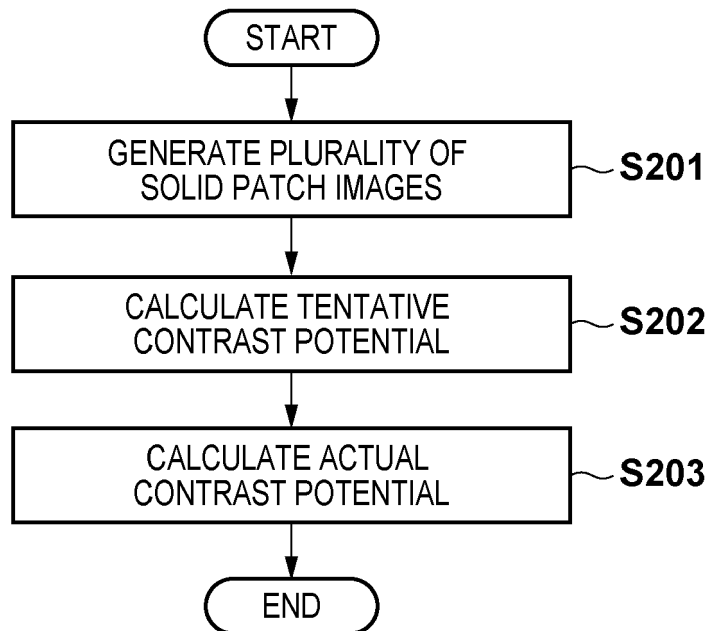 START
GENERATE PLURALITY OF
SOLID PATCH IMAGES
S201
CALCULATE TENTATIVE
CONTRAST POTENTIAL
S202
CALCULATE ACTUAL
CONTRAST POTENTIAL
S203
END